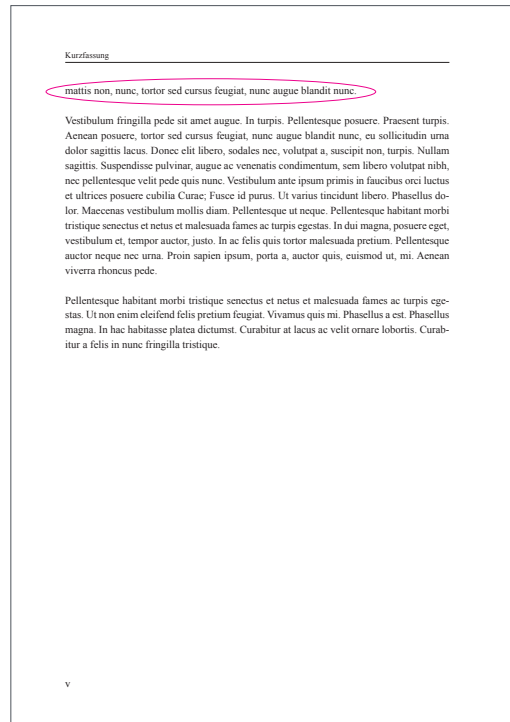 Kurzfassung
mattis non, nunc, tortor sed cursus feugiat, nunc augue blandit nunc.
Vestibulum fringilla pede sit amet augue. In turpis. Pellentesque posuere. Praesent turpis.
Aenean posuere, tortor sed cursus feugiat, nunc augue blandit nunc, eu sollicitudin urna
dolor sagittis lacus. Donec elit libero, sodales nec, volutpat a, suscipit non, turpis. Nullam
sagittis. Suspendisse pulvinar, augue ac venenatis condimentum, sem libero volutpat nibh,
nec pellentesque velit pede quis nunc. Vestibulum ante ipsum primis in faucibus orci luctus
et ultrices posuere cubilia Curae; Fusce id purus. Ut varius tincidunt libero. Phasellus do-
lor. Maecenas vestibulum mollis diam. Pellentesque ut neque. Pellentesque habitant morbi
tristique senectus et netus et malesuada fames ac turpis egestas. In dui magna, posuere eget,
vestibulum et, tempor auctor, justo. In ac felis quis tortor malesuada pretium. Pellentesque
auctor neque nec urna. Proin sapien ipsum, porta a, auctor quis, euismod ut, mi. Aenean
viverra rhoncus pede.
Pellentesque habitant morbi tristique senectus et netus et malesuada fames ac turpis ege-
stas. Ut non enim eleifend felis pretium feugiat. Vivamus quis mi. Phasellus a est. Phasellus
magna. In hac habitasse platea dictumst. Curabitur at lacus ac velit ornare lobortis. Curab-
itur a felis in nunc fringilla tristique.
v